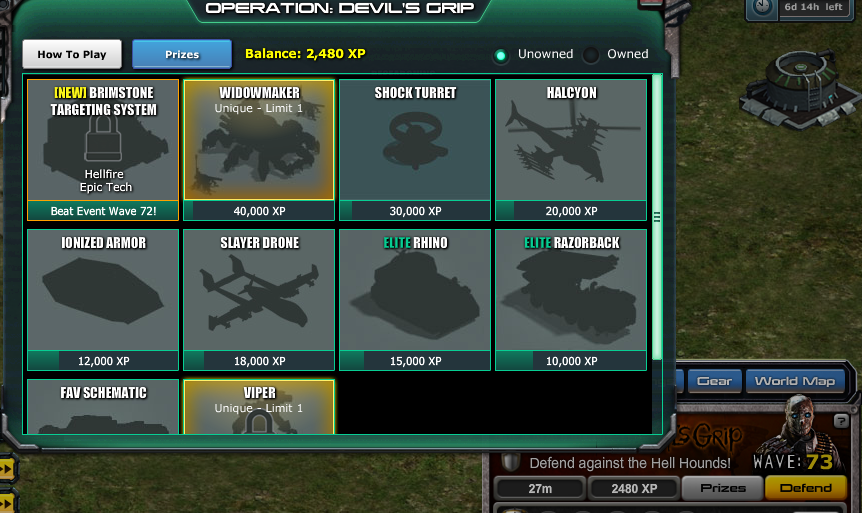 OPERATION: DEVIL'S GRIP
6d 14h left
How To Play
Prizes
Balance: 2,480 XP
Unowned
Owned
[NEW] BRIMSTONE
TARGETING SYSTEM
Hellfire
Epic Tech
Beat Event Wave 72!
WIDOWMAKER
Unique - Limit 1
40,000 XP
SHOCK TURRET
30,000 XP
HALCYON
20,000 XP
IONIZED ARMOR
12,000 XP
SLAYER DRONE
18,000 XP
ELITE RHINO
15,000 XP
ELITE RAZORBACK
10,000 XP
FAV SCHEMATIC
VIPER
Unique - Limit 1
Gear
World Map
Grip
?
Defend against the Hell Hounds!
WAVE: 73
27m
2480 XP
Prizes
Defend